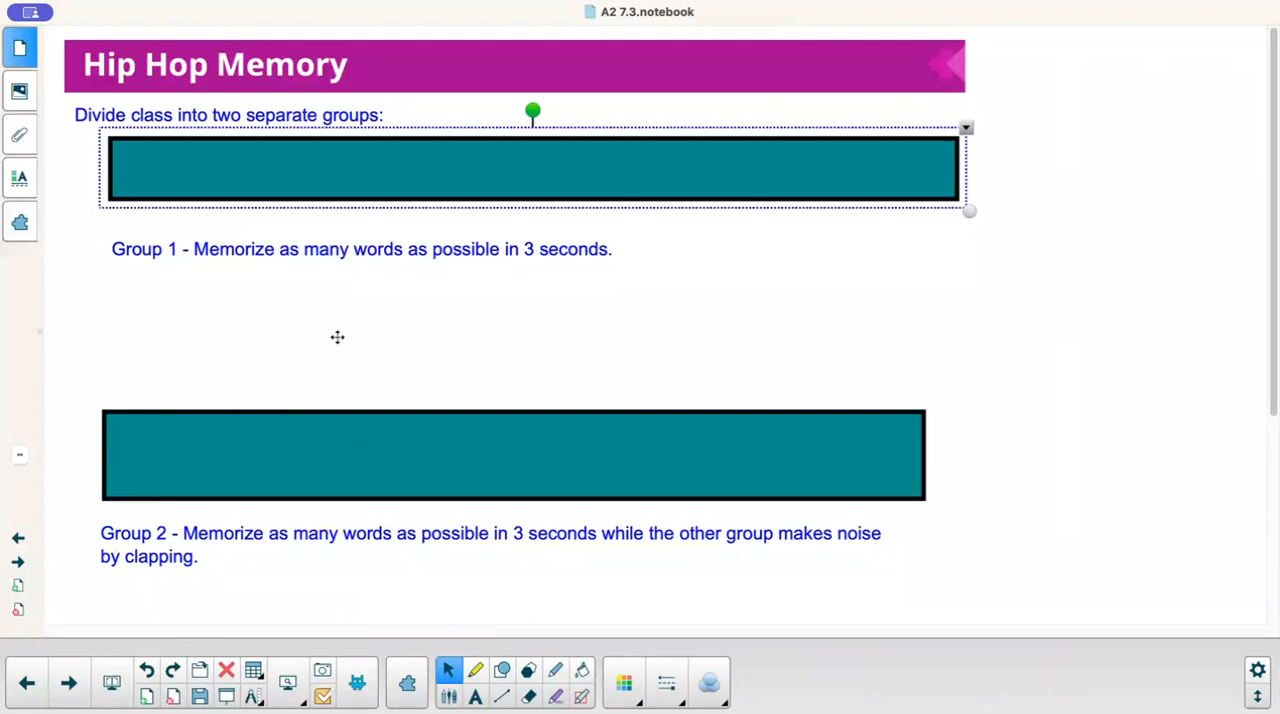 A2 7.3.notebook
Hip Hop Memory
Divide class into two separate groups:
Group 1 - Memorize as many words as possible in 3 seconds.
Group 2 - Memorize as many words as possible in 3 seconds while the other group makes noise
by clapping.